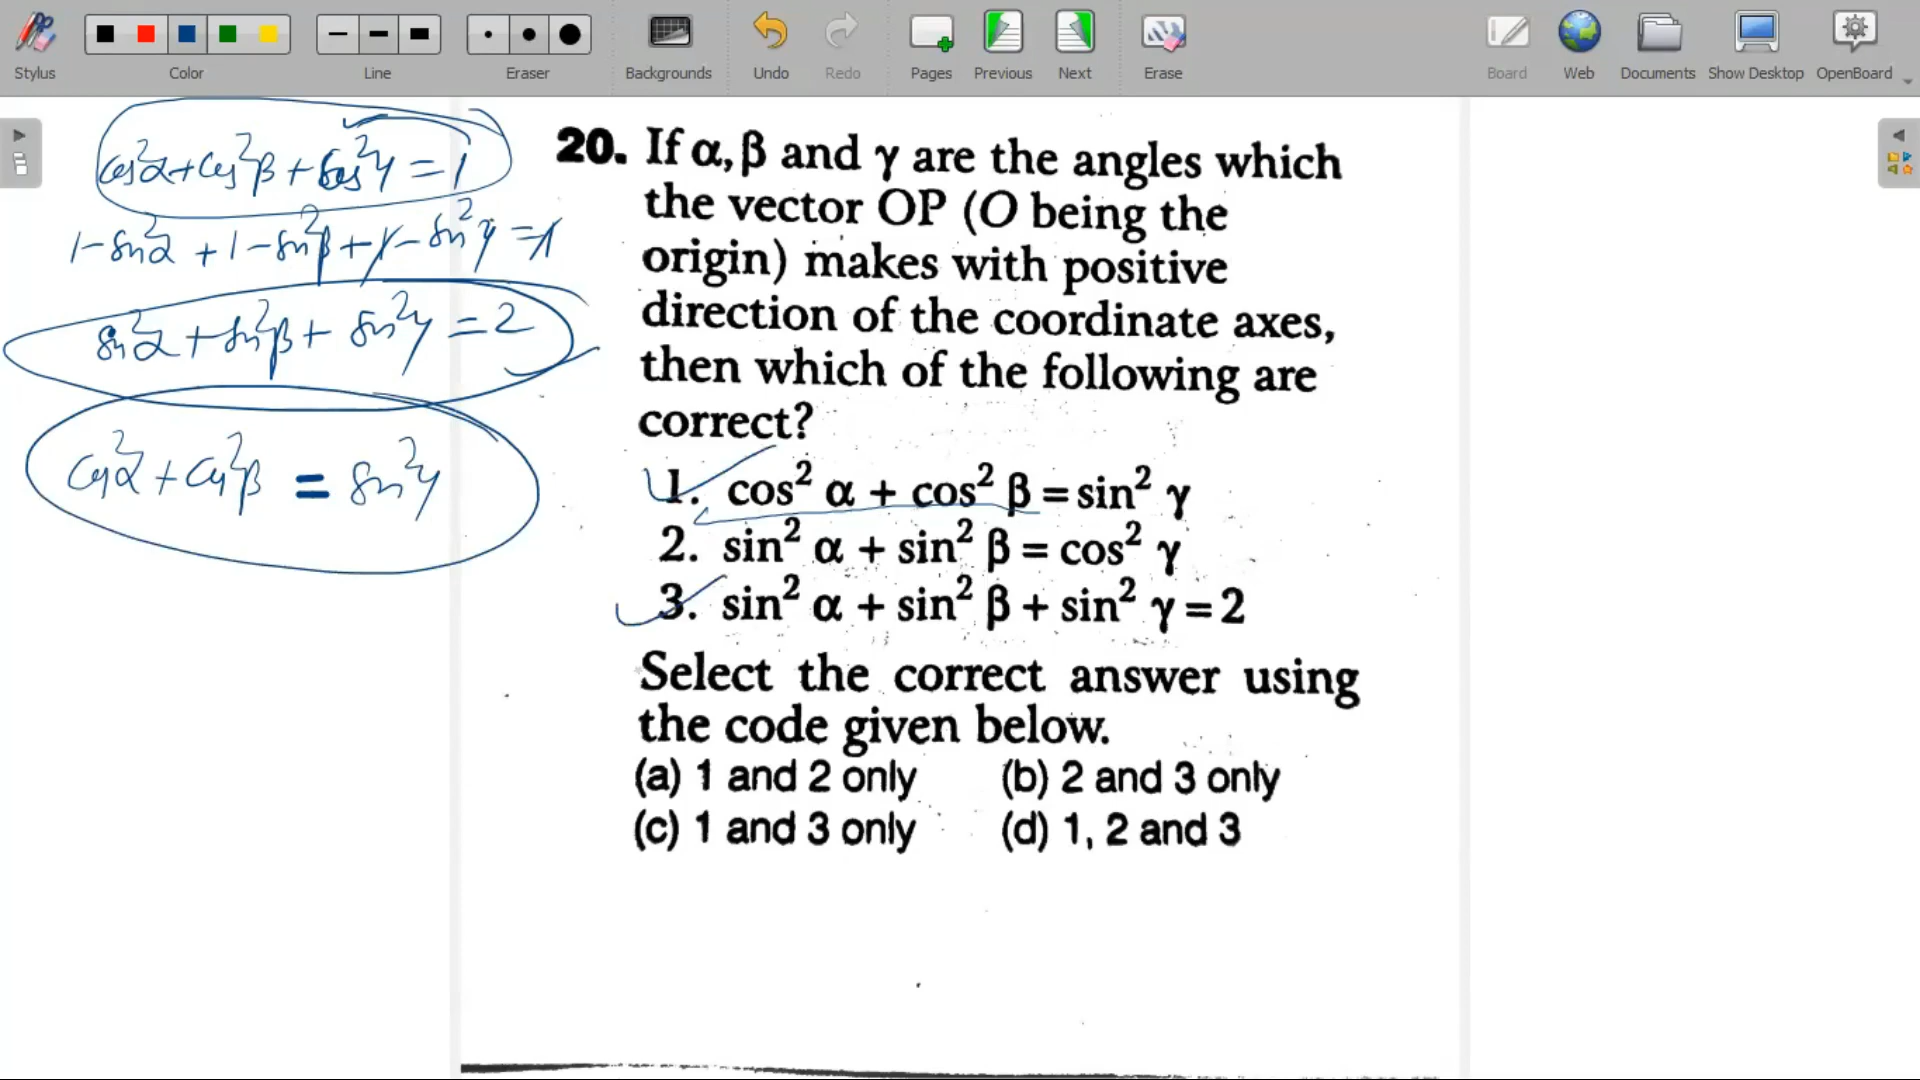 Stylus Color Line Eraser Backgrounds Undo Redo Pages Previous Next Erase Board Web Documents Show Desktop OpenBoard
cos²α + cos²β + cos²γ = 1
1 - sin²α + 1 - sin²β + 1 - sin²γ = 1
sin²α + sin²β + sin²γ = 2
cos²α + cos²β = sin²γ
20. If α, β and γ are the angles which
the vector OP (O being the
origin) makes with positive
direction of the coordinate axes,
then which of the following are
correct?
1. cos² α + cos² β = sin² γ
2. sin² α + sin² β = cos² γ
3. sin² α + sin² β + sin² γ = 2
Select the correct answer using
the code given below.
(a) 1 and 2 only (b) 2 and 3 only
(c) 1 and 3 only (d) 1, 2 and 3